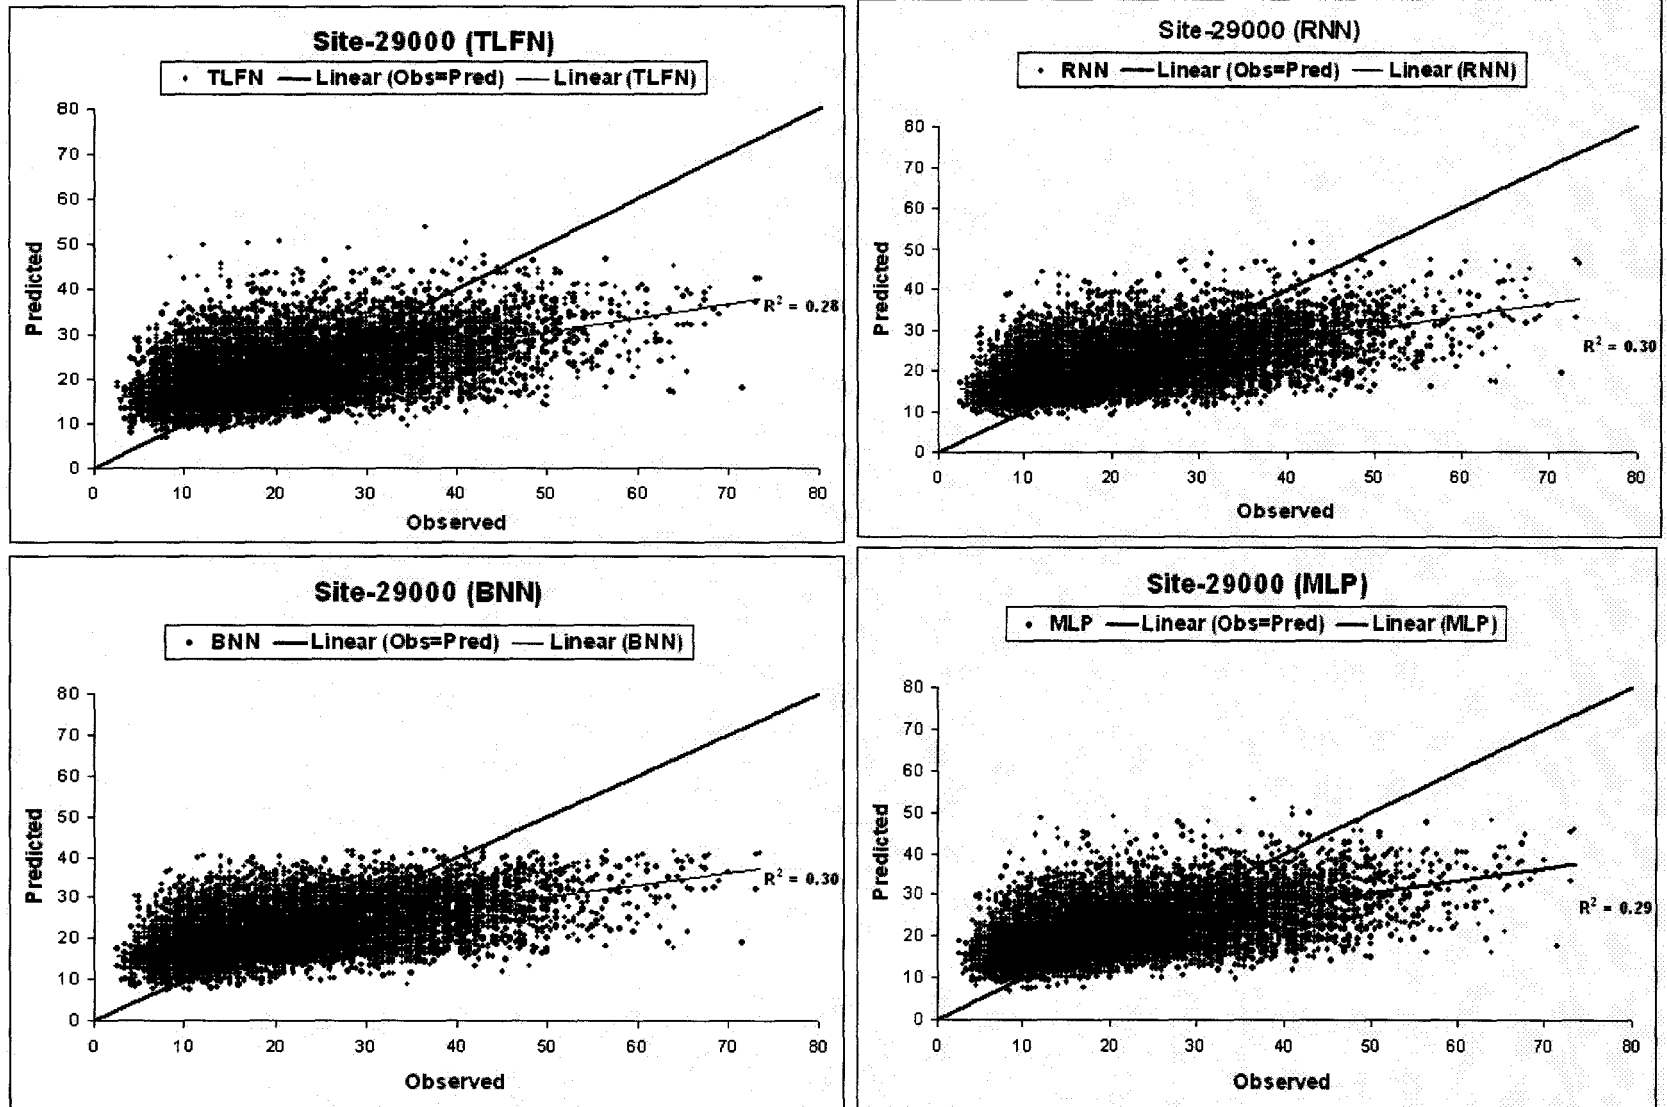 Site-29000 (TLFN)
TLFN Linear (Obs=Pred) Linear (TLFN)
80
70
60
50
40
30
20
10
0
Predicted
R² = 0.28
0 10 20 30 40 50 60 70 80
Observed
Site-29000 (RNN)
RNN Linear (Obs=Pred) Linear (RNN)
80
70
60
50
40
30
20
10
0
Predicted
R² = 0.30
0 10 20 30 40 50 60 70 80
Observed
Site-29000 (BNN)
BNN Linear (Obs=Pred) Linear (BNN)
80
70
60
50
40
30
20
10
0
Predicted
R² = 0.30
0 10 20 30 40 50 60 70 80
Observed
Site-29000 (MLP)
MLP Linear (Obs=Pred) Linear (MLP)
80
70
60
50
40
30
20
10
0
Predicted
R² = 0.29
0 10 20 30 40 50 60 70 80
Observed